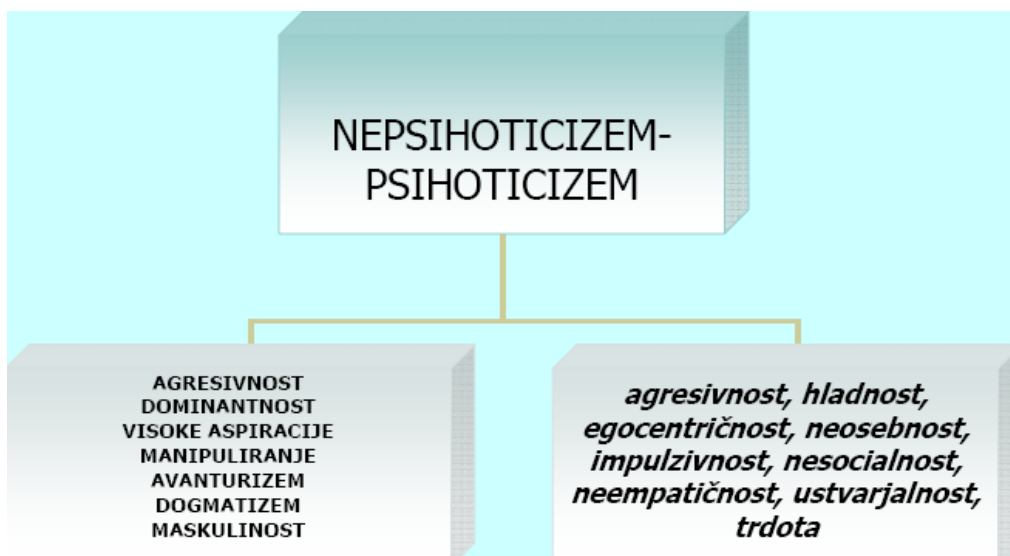 NEPSIHOTICIZEM-
PSIHOTICIZEM
AGRESIVNOST
DOMINANTNOST
VISOKE ASPIRACIJE
MANIPULIRANJE
AVANTURIZEM
DOGMATIZEM
MASKULINOST
agresivnost, hladnost,
egocentričnost, neosebnost,
impulzivnost, nesocialnost,
neempatičnost, ustvarjalnost,
trdota